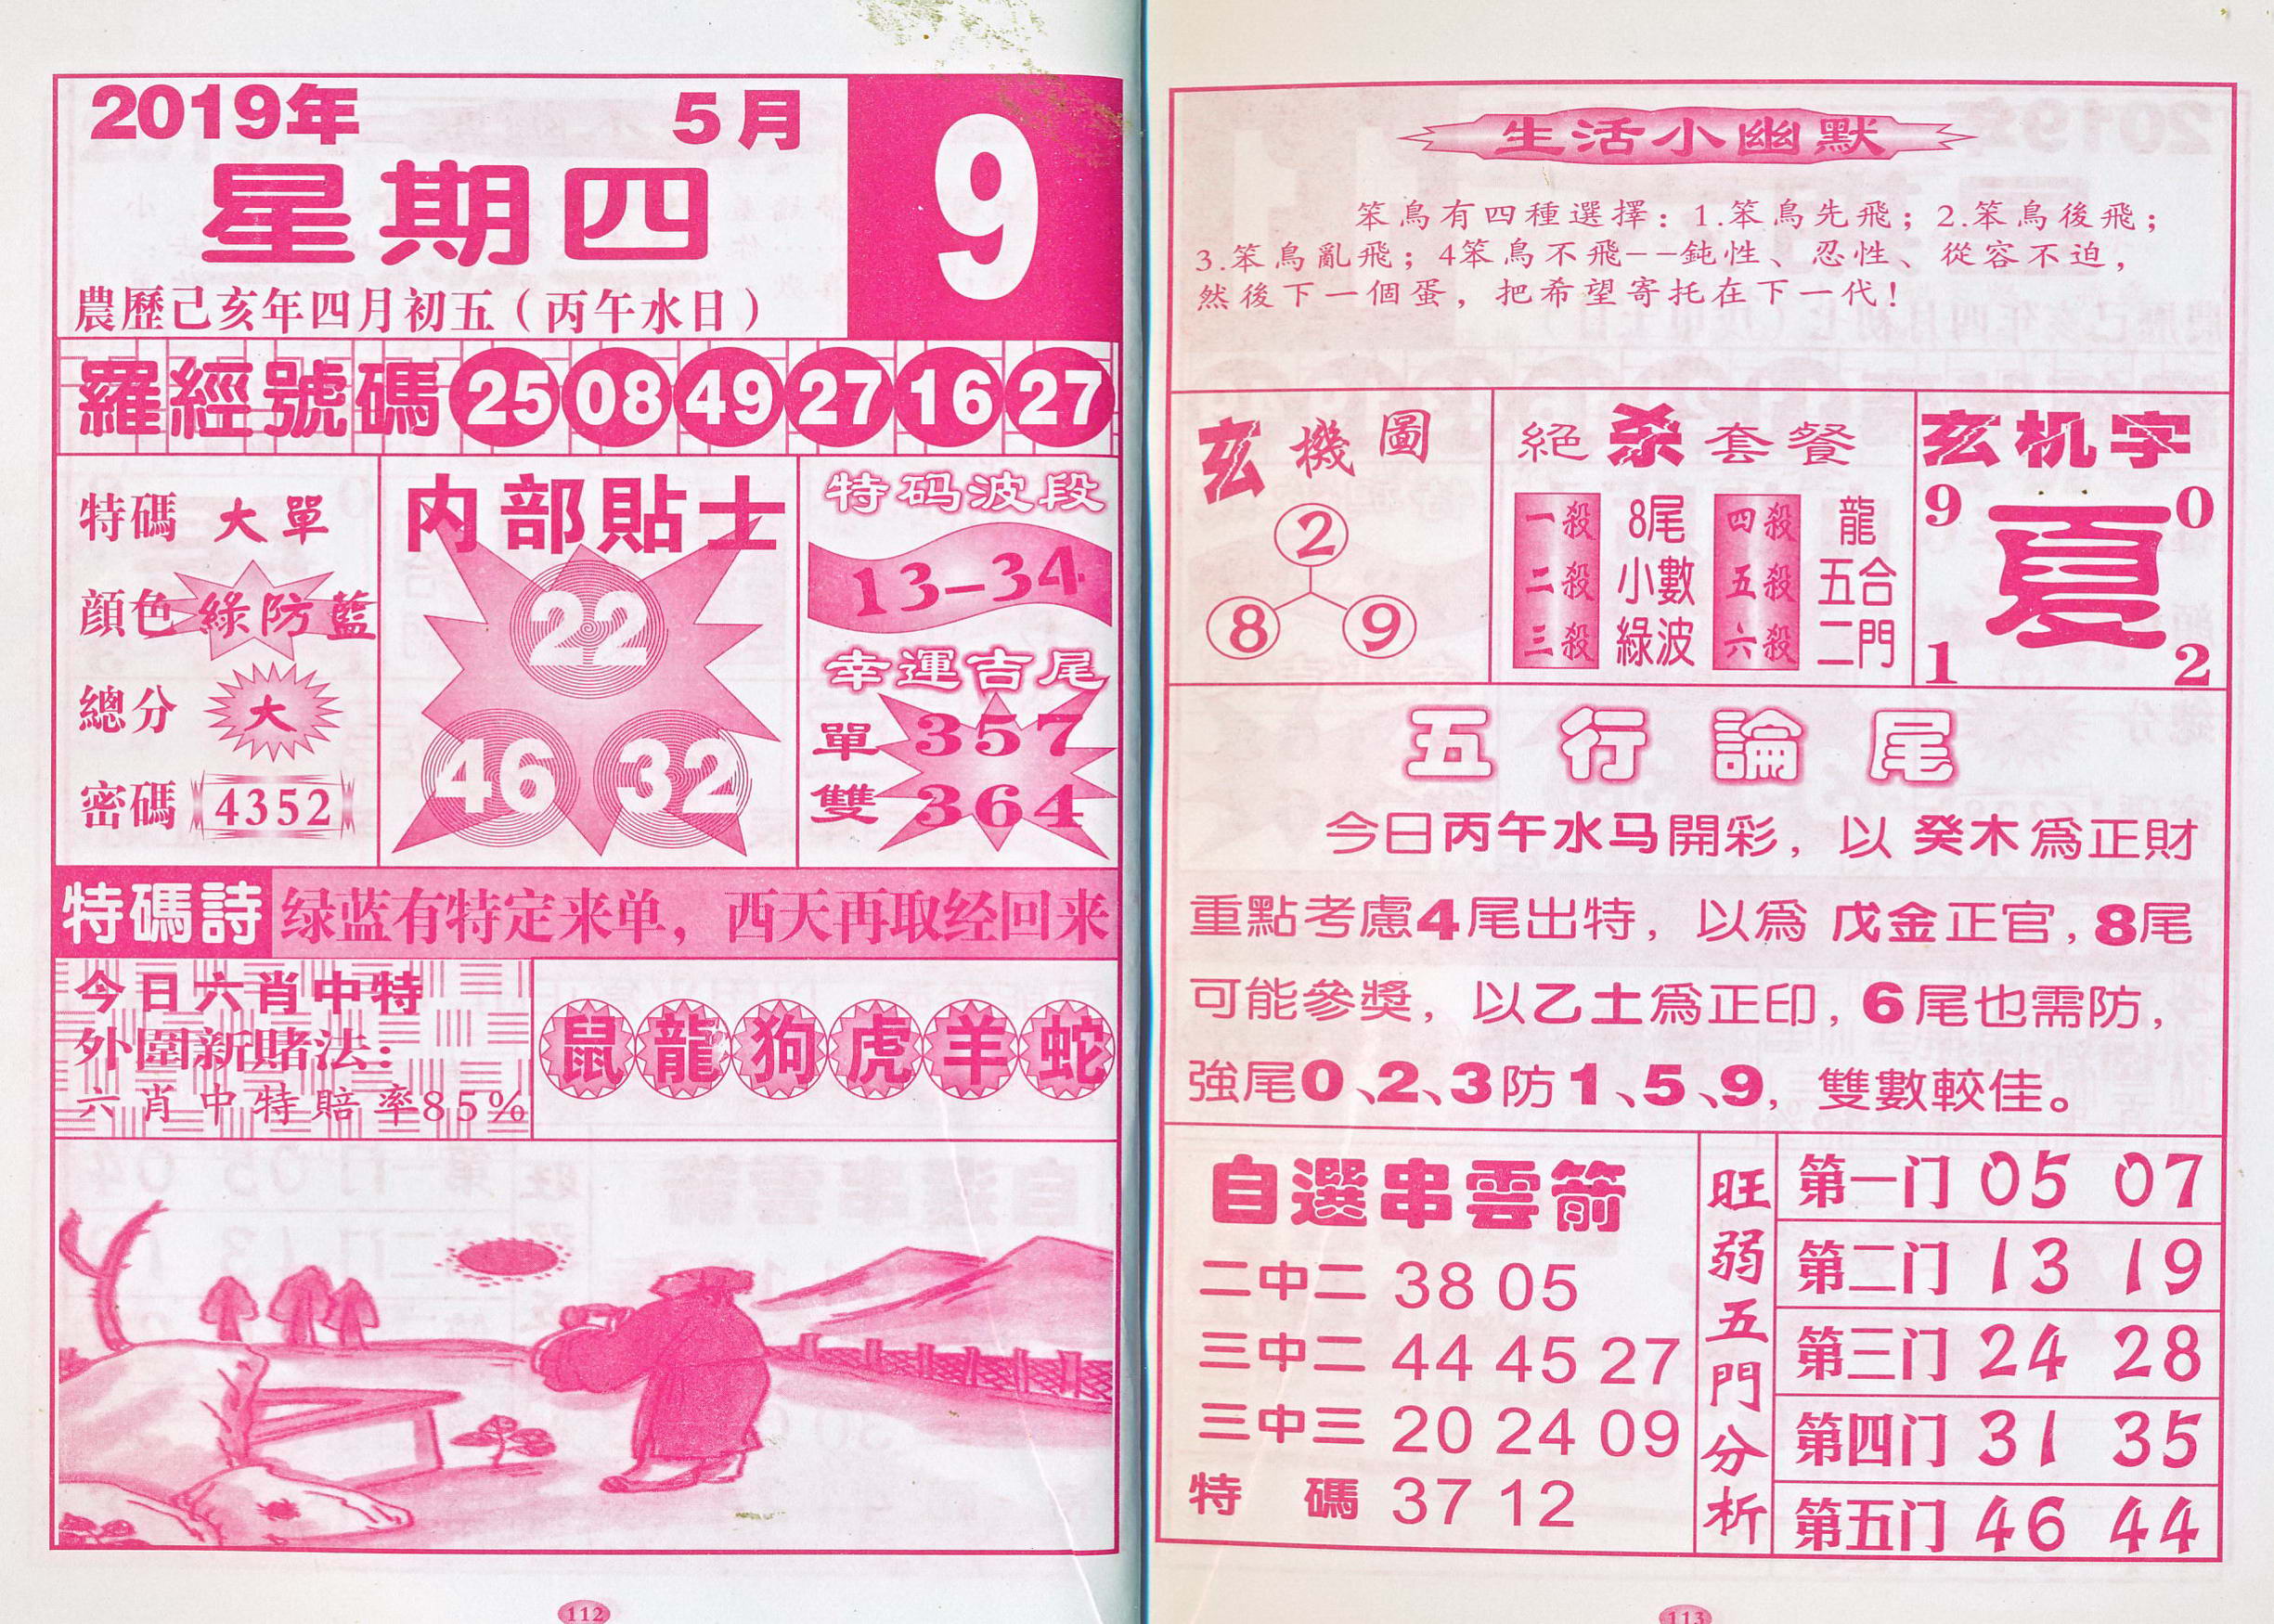 2019年 5月 9
星期四
農歷己亥年四月初五（丙午水日）
羅經號碼 25 08 49 27 16 27
特碼 大單
顔色 綠防藍
總分 大
密碼 4352
内部貼士
22
46 32
特码波段
13-34
幸運吉尾
單 357
雙 364
特碼詩 绿蓝有特定来单，西天再取经回来
今日六肖中特
外圍新賭法：
六肖中特賠率85%
鼠 龍 狗 虎 羊 蛇
112
生活小幽默
笨鳥有四種選擇：1.笨鳥先飛；2.笨鳥後飛；
3.笨鳥亂飛；4笨鳥不飛--鈍性、忍性、從容不迫，
然後下一個蛋，把希望寄托在下一代！
玄機圖
2
8 9
絕杀套餐
一殺 8尾 四殺 龍
二殺 小數 五殺 五合
三殺 綠波 六殺 二門
玄机字
9 0
夏
1 2
五行論尾
今日丙午水马開彩，以 癸木為正財
重點考慮4尾出特，以爲 戊金正官，8尾
可能參獎，以乙土爲正印，6尾也需防，
強尾0、2、3防1、5、9，雙數較佳。
自選串雲箭
二中二 38 05
三中二 44 45 27
三中三 20 24 09
特 碼 37 12
旺弱五門分析
第一门 05 07
第二门 13 19
第三门 24 28
第四门 31 35
第五门 46 44
113